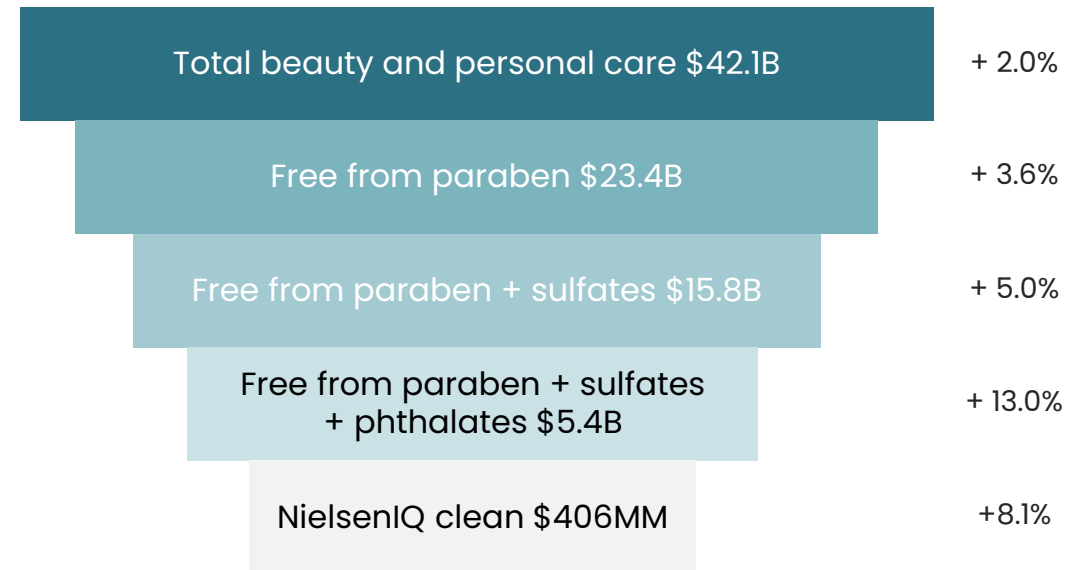 Total beauty and personal care $42.1B
+ 2.0%
Free from paraben $23.4B
+ 3.6%
Free from paraben + sulfates $15.8B
+ 5.0%
Free from paraben + sulfates
+ phthalates $5.4B
+ 13.0%
NielsenIQ clean $406MM
+8.1%